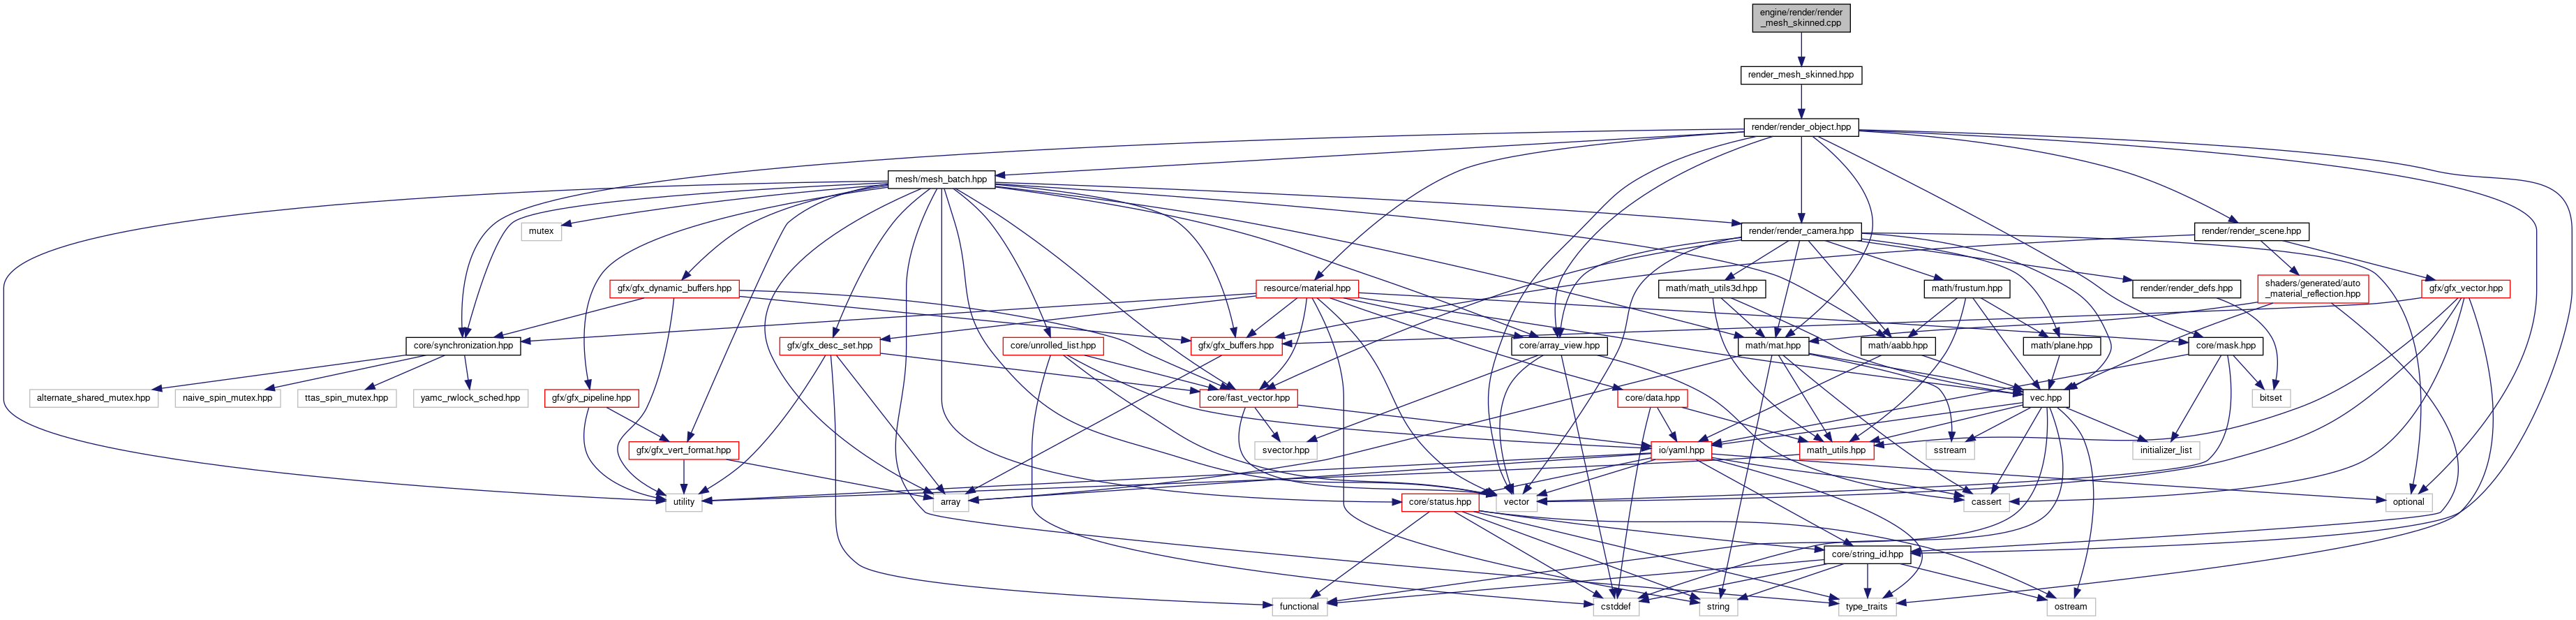 engine/render/render
_mesh_skinned.cpp
render_mesh_skinned.hpp
render/render_object.hpp
mesh/mesh_batch.hpp
mutex
render/render_camera.hpp
render/render_scene.hpp
gfx/gfx_dynamic_buffers.hpp
resource/material.hpp
math/math_utils3d.hpp
math/frustum.hpp
render/render_defs.hpp
shaders/generated/auto
_material_reflection.hpp
gfx/gfx_vector.hpp
core/synchronization.hpp
gfx/gfx_desc_set.hpp
core/unrolled_list.hpp
gfx/gfx_buffers.hpp
core/array_view.hpp
math/mat.hpp
math/aabb.hpp
math/plane.hpp
core/mask.hpp
alternate_shared_mutex.hpp
naive_spin_mutex.hpp
ttas_spin_mutex.hpp
yamc_rwlock_sched.hpp
gfx/gfx_pipeline.hpp
core/fast_vector.hpp
core/data.hpp
vec.hpp
bitset
gfx/gfx_vert_format.hpp
svector.hpp
io/yaml.hpp
math_utils.hpp
sstream
initializer_list
utility
array
core/status.hpp
vector
cassert
optional
core/string_id.hpp
functional
cstddef
string
type_traits
ostream